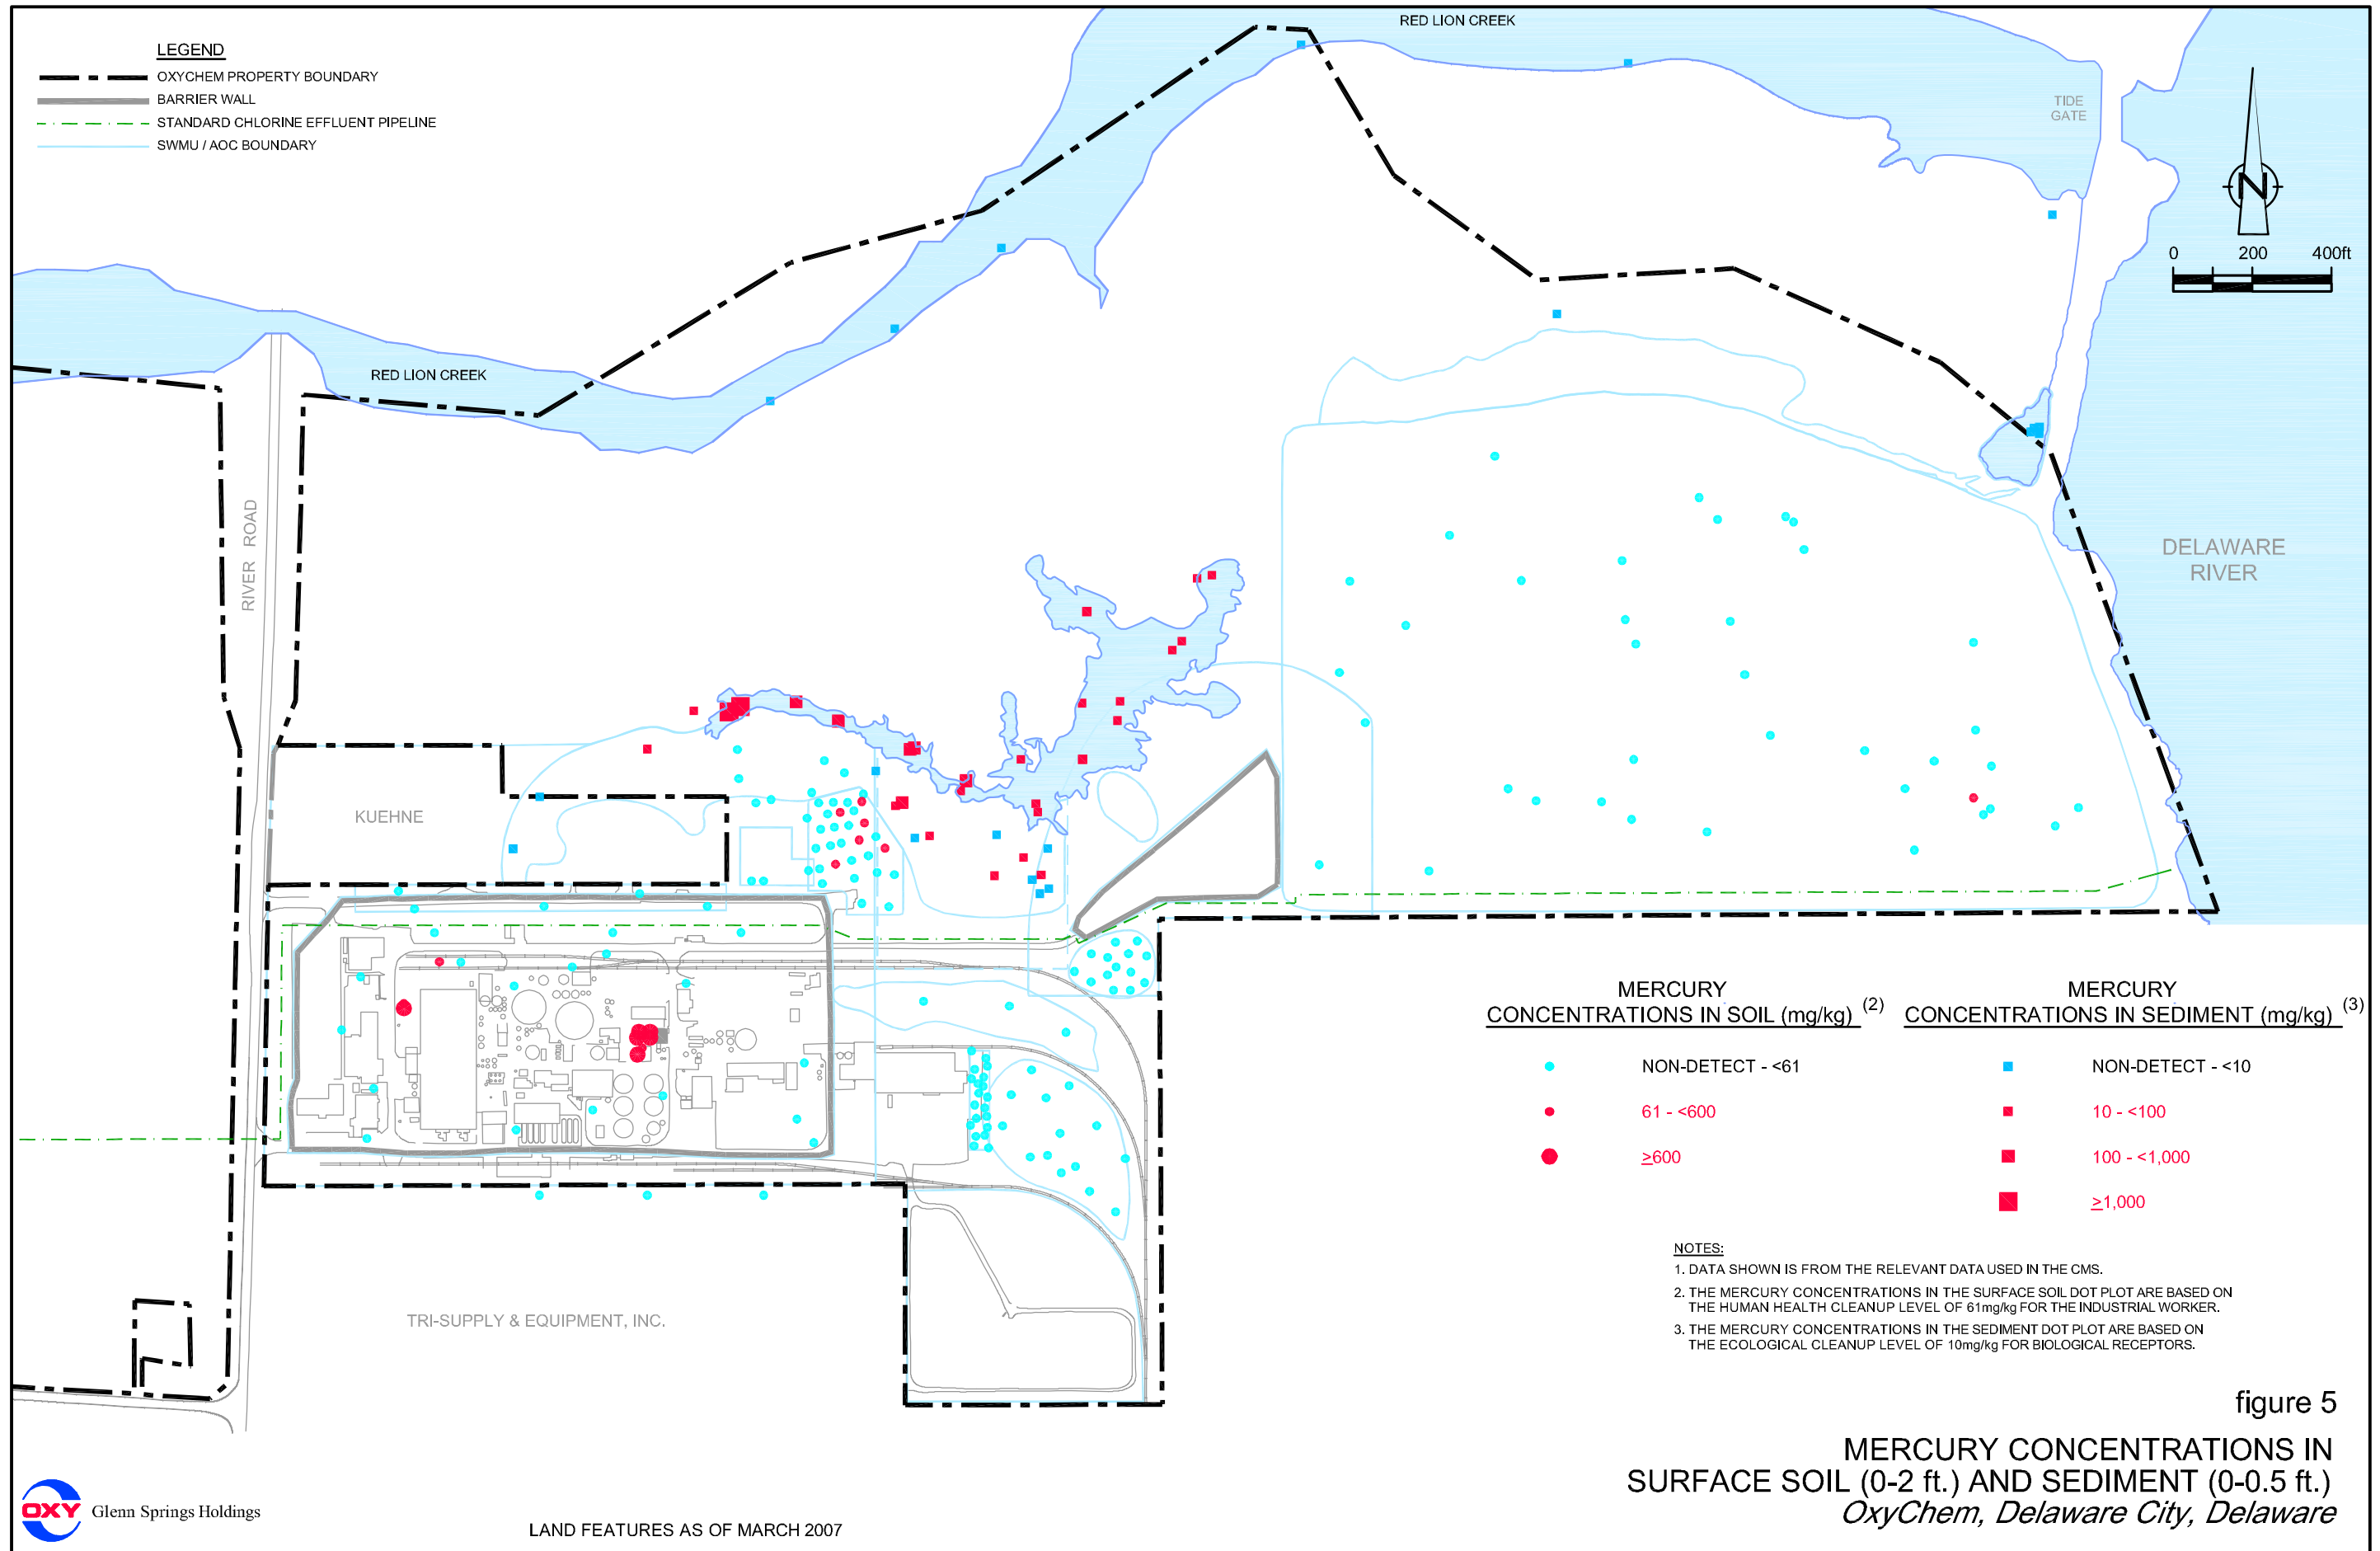 RED LION CREEK
LEGEND
OXYCHEM PROPERTY BOUNDARY
BARRIER WALL
STANDARD CHLORINE EFFLUENT PIPELINE
SWMU / AOC BOUNDARY
TIDE
GATE
N
0 200 400ft
RED LION CREEK
RIVER ROAD
DELAWARE
RIVER
KUEHNE
MERCURY
CONCENTRATIONS IN SOIL (mg/kg) (2)
NON-DETECT - <61
61 - <600
≥600
MERCURY
CONCENTRATIONS IN SEDIMENT (mg/kg) (3)
NON-DETECT - <10
10 - <100
100 - <1,000
≥1,000
NOTES:
1. DATA SHOWN IS FROM THE RELEVANT DATA USED IN THE CMS.
2. THE MERCURY CONCENTRATIONS IN THE SURFACE SOIL DOT PLOT ARE BASED ON
THE HUMAN HEALTH CLEANUP LEVEL OF 61mg/kg FOR THE INDUSTRIAL WORKER.
3. THE MERCURY CONCENTRATIONS IN THE SEDIMENT DOT PLOT ARE BASED ON
THE ECOLOGICAL CLEANUP LEVEL OF 10mg/kg FOR BIOLOGICAL RECEPTORS.
TRI-SUPPLY & EQUIPMENT, INC.
figure 5
MERCURY CONCENTRATIONS IN
SURFACE SOIL (0-2 ft.) AND SEDIMENT (0-0.5 ft.)
OxyChem, Delaware City, Delaware
OXY Glenn Springs Holdings
LAND FEATURES AS OF MARCH 2007